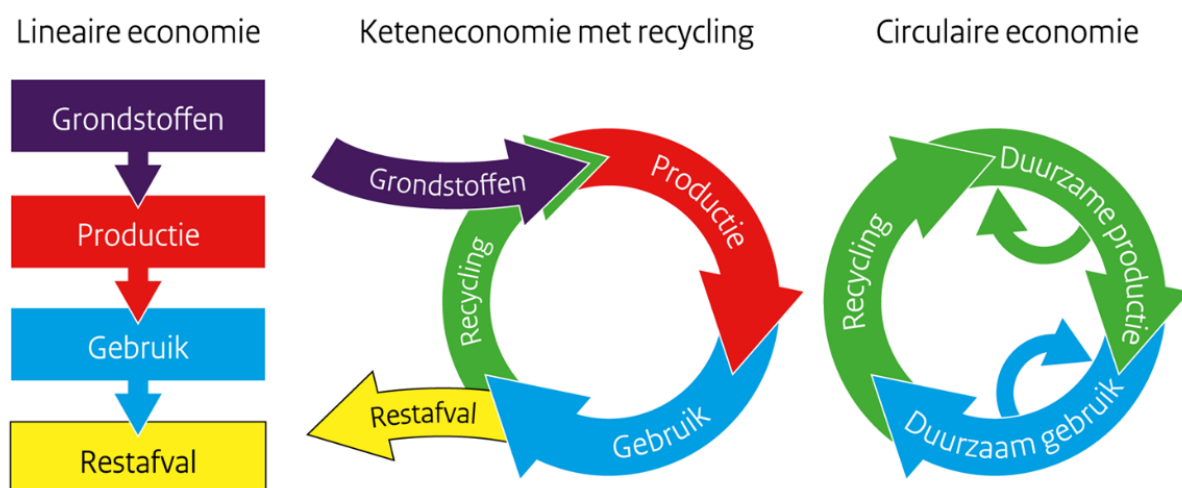 Lineaire economie
Grondstoffen
Productie
Gebruik
Restafval
Keteneconomie met recycling
Grondstoffen
Productie
Gebruik
Recycling
Restafval
Circulaire economie
Duurzame productie
Duurzaam gebruik
Recycling